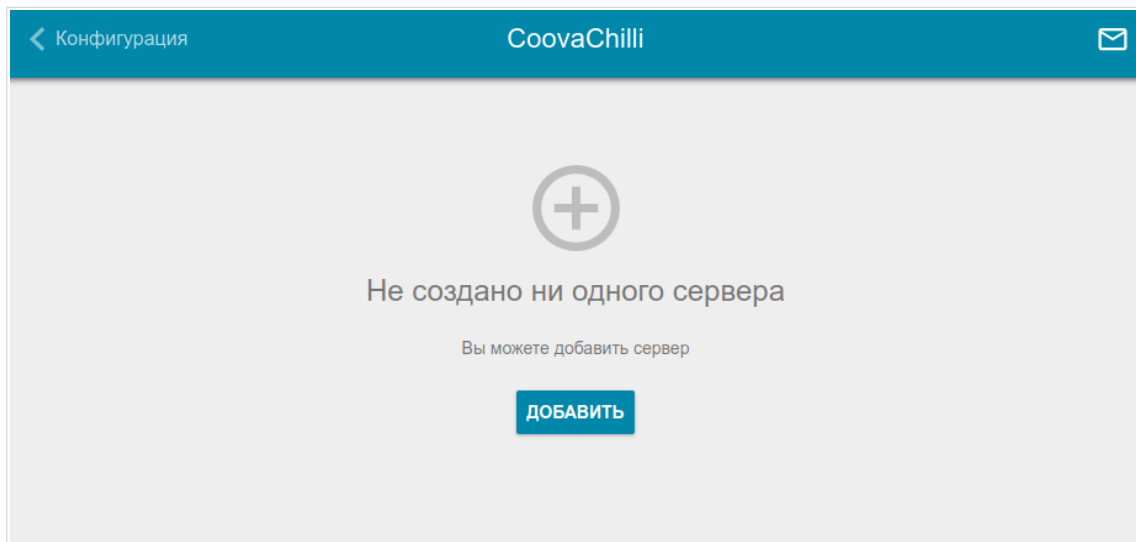 Конфигурация
CoovaChilli
Не создано ни одного сервера
Вы можете добавить сервер
ДОБАВИТЬ